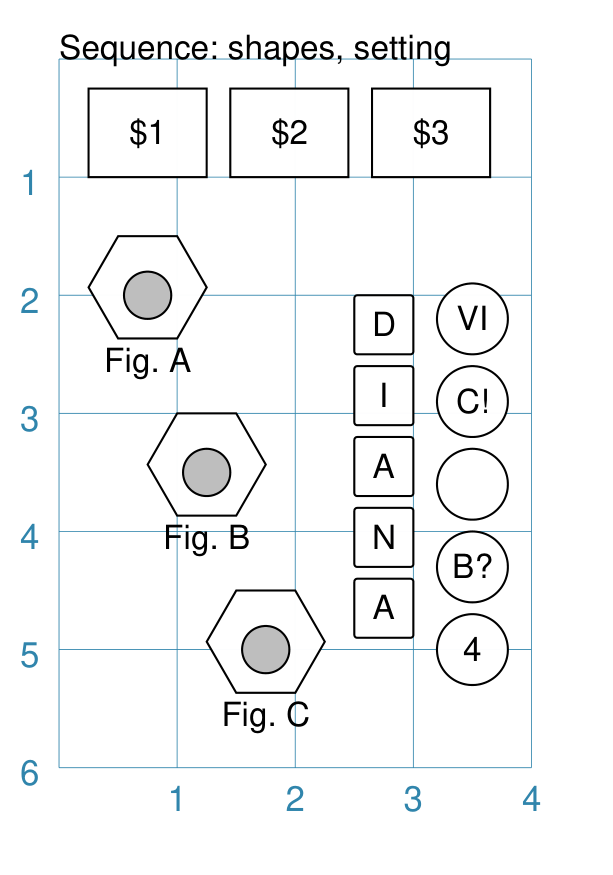 Sequence: shapes, setting
$1 $2 $3
1
2
3
4
5
6
Fig. A
Fig. B
Fig. C
D
I
A
N
A
VI
C!
B?
4
1 2 3 4